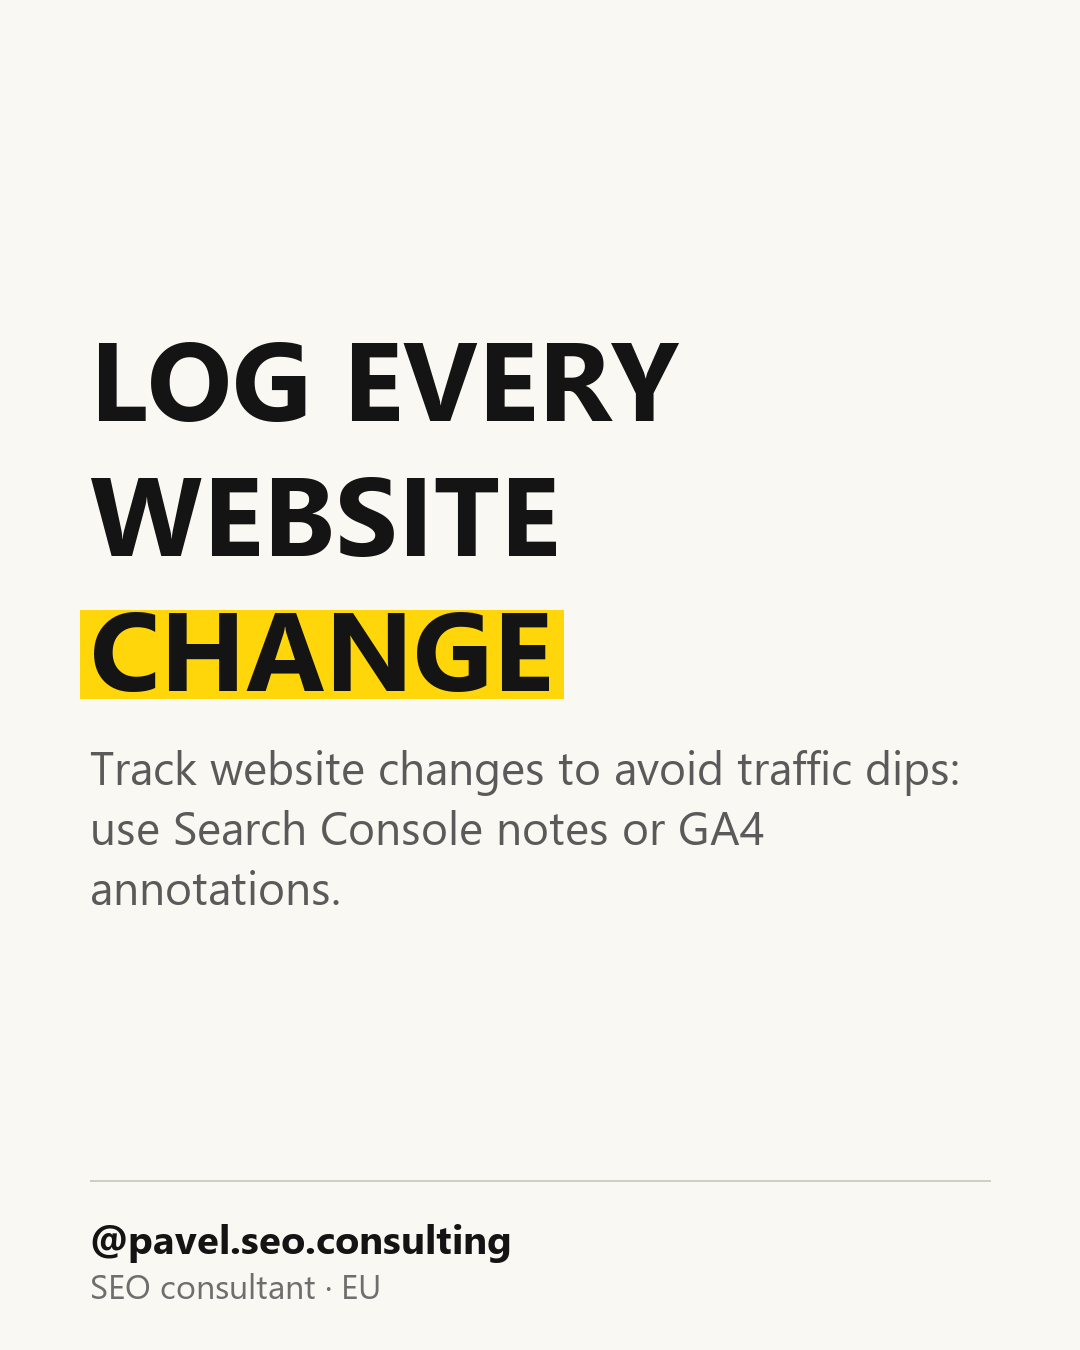 LOG EVERY
WEBSITE
CHANGE
Track website changes to avoid traffic dips:
use Search Console notes or GA4
annotations.
@pavel.seo.consulting
SEO consultant · EU